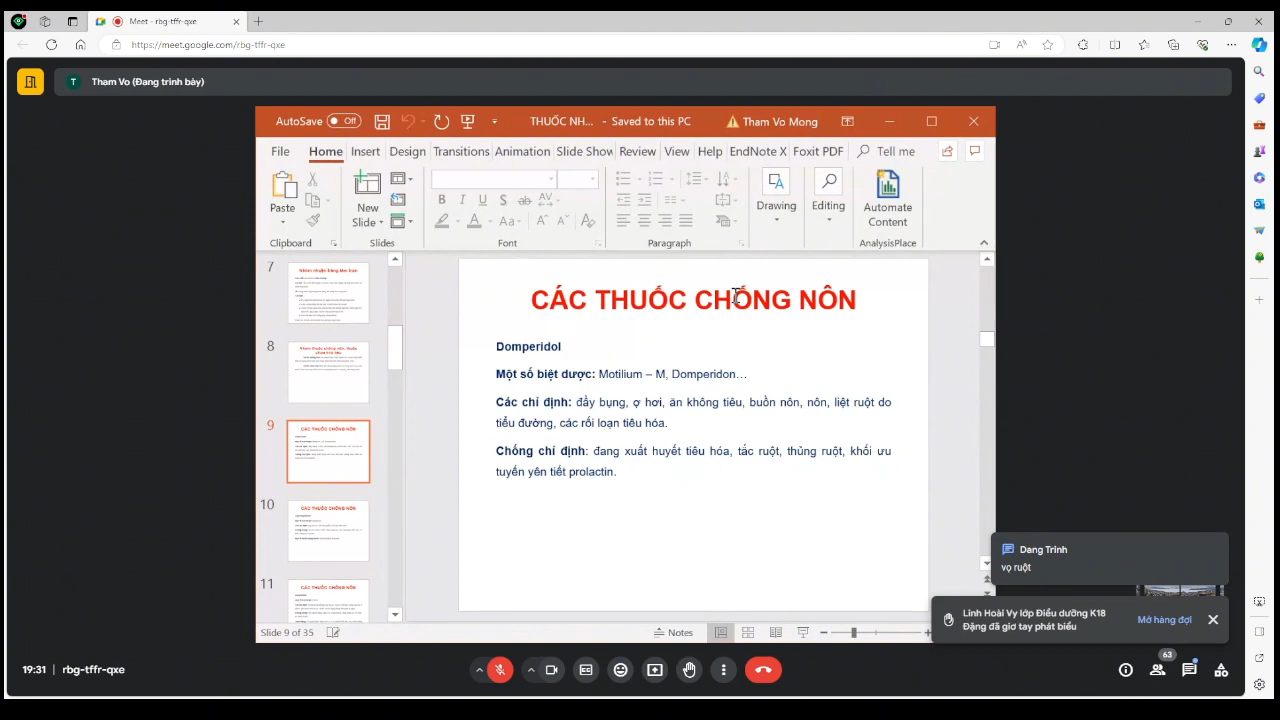 Meet - rbg-tffr-qxe
https://meet.google.com/rbg-tffr-qxe
T Tham Vo (Đang trình bày)
AutoSave Off THUỐC NH... - Saved to this PC Tham Vo Mong
File Home Insert Design Transitions Animation Slide Show Review View Help EndNote X Foxit PDF Tell me
Paste New Slide Drawing Editing Automate Content
Clipboard Slides Font Paragraph AnalysisPlace
7
8
9
10
11
CÁC THUỐC CHỐNG NÔN
Domperidol
Một số biệt dược: Motilium – M, Domperidon…
Các chỉ định: đầy bụng, ợ hơi, ăn không tiêu, buồn nôn, nôn, liệt ruột do
tiểu đường, các rối loạn tiêu hóa.
Chống chỉ định: đang xuất huyết tiêu hóa, tắc ruột, thủng ruột, khối u
tuyến yên tiết prolactin.
Dang Trinh
vọ ruột
Linh Hoài Vy lớp Điều dưỡng K18
Đặng đã giơ tay phát biểu
Mở hàng đợi
Slide 9 of 35 Notes
19:31 rbg-tffr-qxe
63